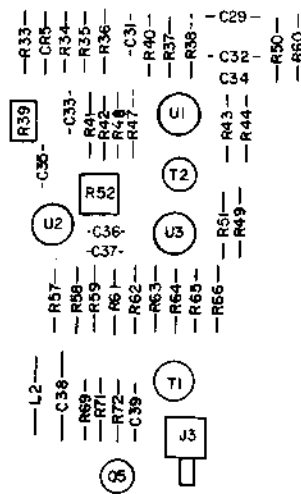 R33 CR5 R34 R35 R36 C31 R40 R37 R38 C29 C32 C34 R50 R60
R39 C33 R41 R42 R48 R47 U1 R43 R44
C35 R52 T2
U2 C36 C37 U3 R51 R49
R57 R58 R59 R61 R62 R63 R64 R65 R66
L2 C38 R69 R71 R72 C39 T1 J3
Q5